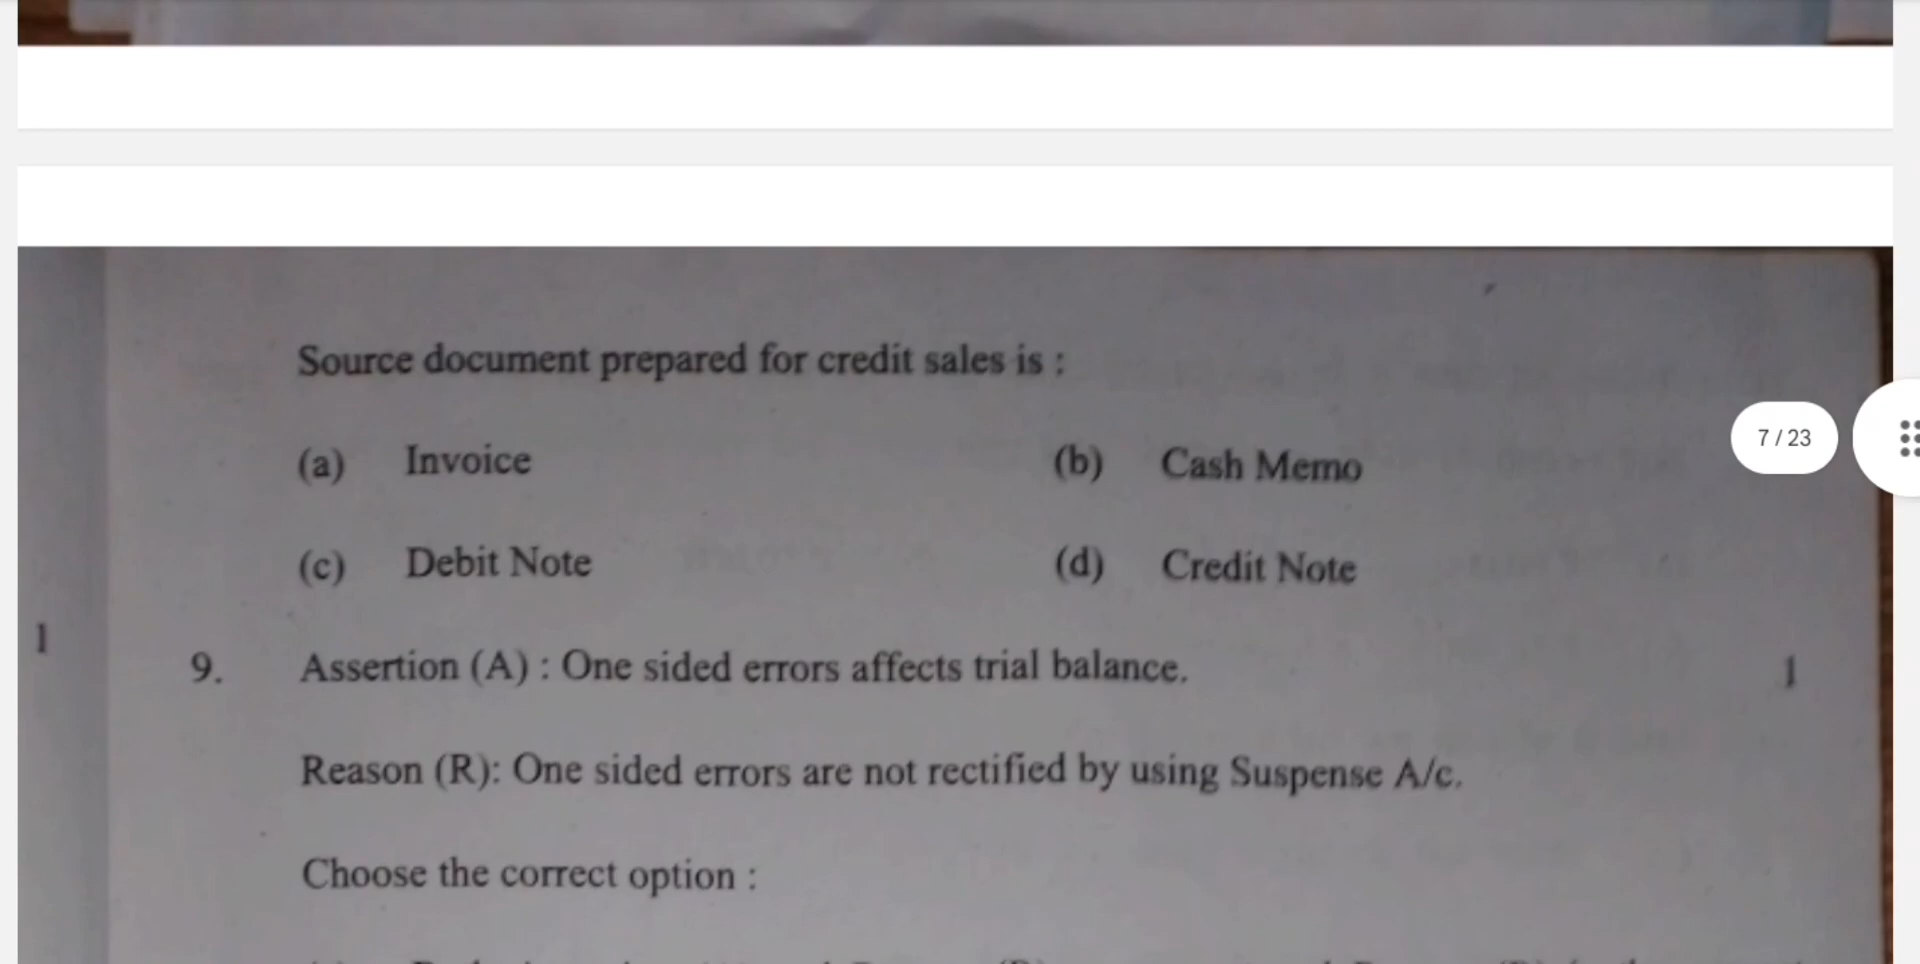 Source document prepared for credit sales is :
(a) Invoice (b) Cash Memo
7 / 23
(c) Debit Note (d) Credit Note
1
9. Assertion (A) : One sided errors affects trial balance. 1
Reason (R): One sided errors are not rectified by using Suspense A/c.
Choose the correct option :